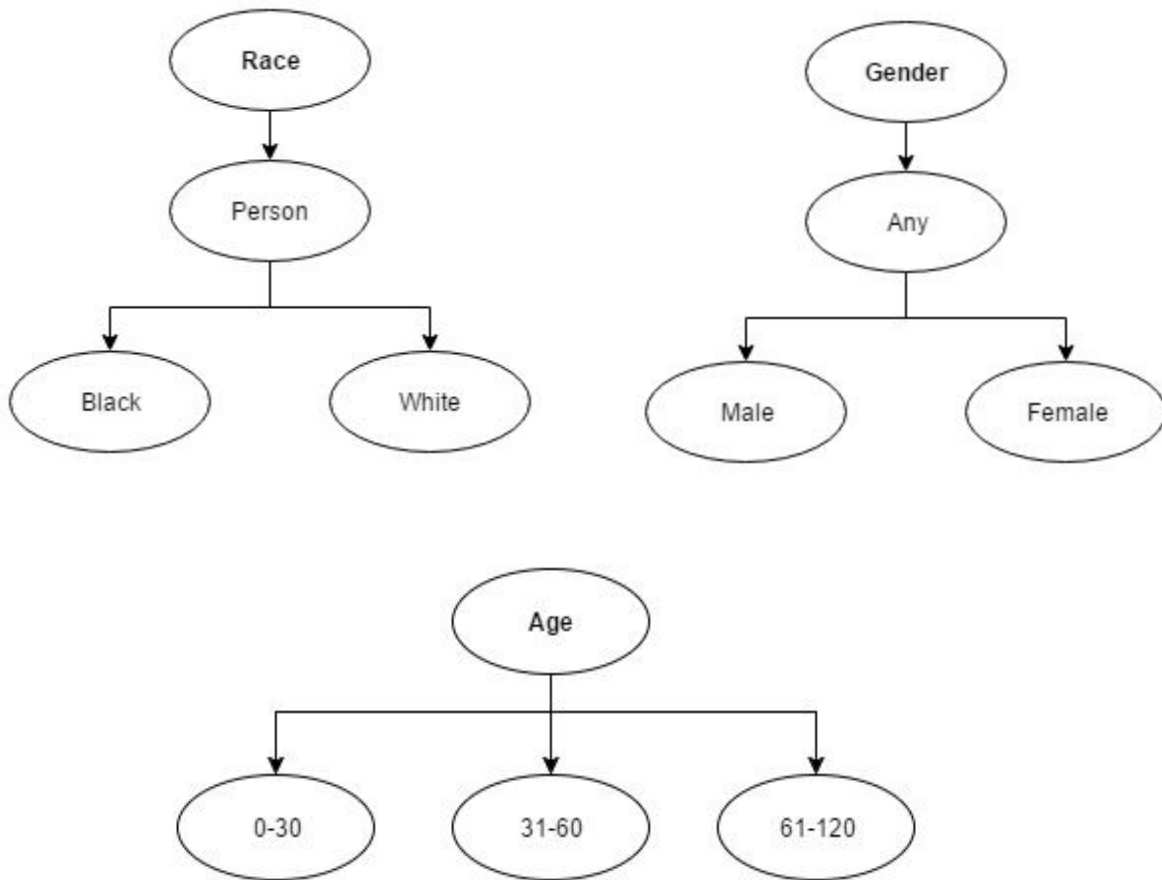 Race
Gender
Person
Any
Black
White
Male
Female
Age
0-30
31-60
61-120